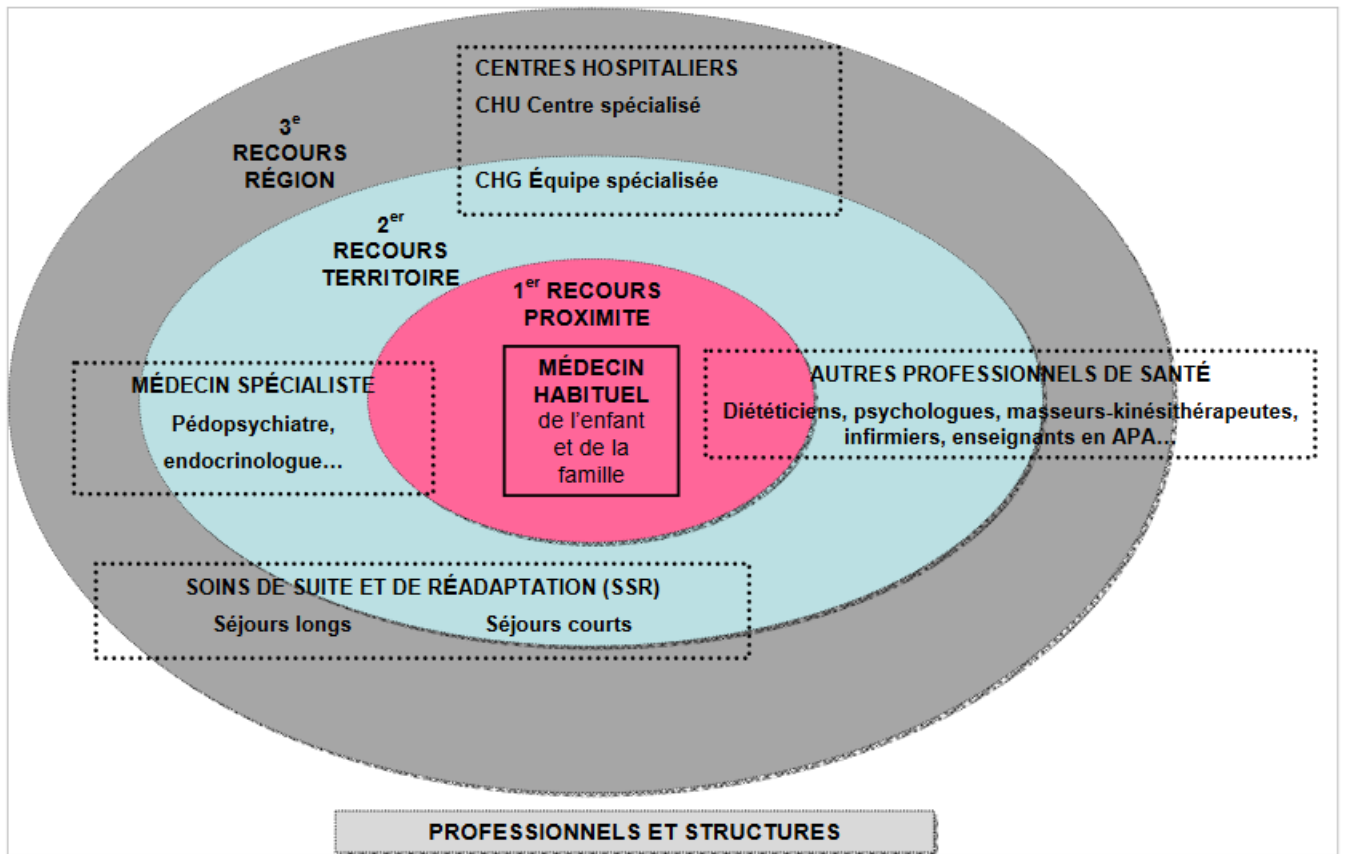 CENTRES HOSPITALIERS
CHU Centre spécialisé
3e
RECOURS
RÉGION
CHG Équipe spécialisée
2er
RECOURS
TERRITOIRE
1er RECOURS
PROXIMITE
MÉDECIN
HABITUEL
de l'enfant
et de la
famille
MÉDECIN SPÉCIALISTE
Pédopsychiatre,
endocrinologue…
AUTRES PROFESSIONNELS DE SANTÉ
Diététiciens, psychologues, masseurs-kinésithérapeutes,
infirmiers, enseignants en APA…
SOINS DE SUITE ET DE RÉADAPTATION (SSR)
Séjours longs Séjours courts
PROFESSIONNELS ET STRUCTURES